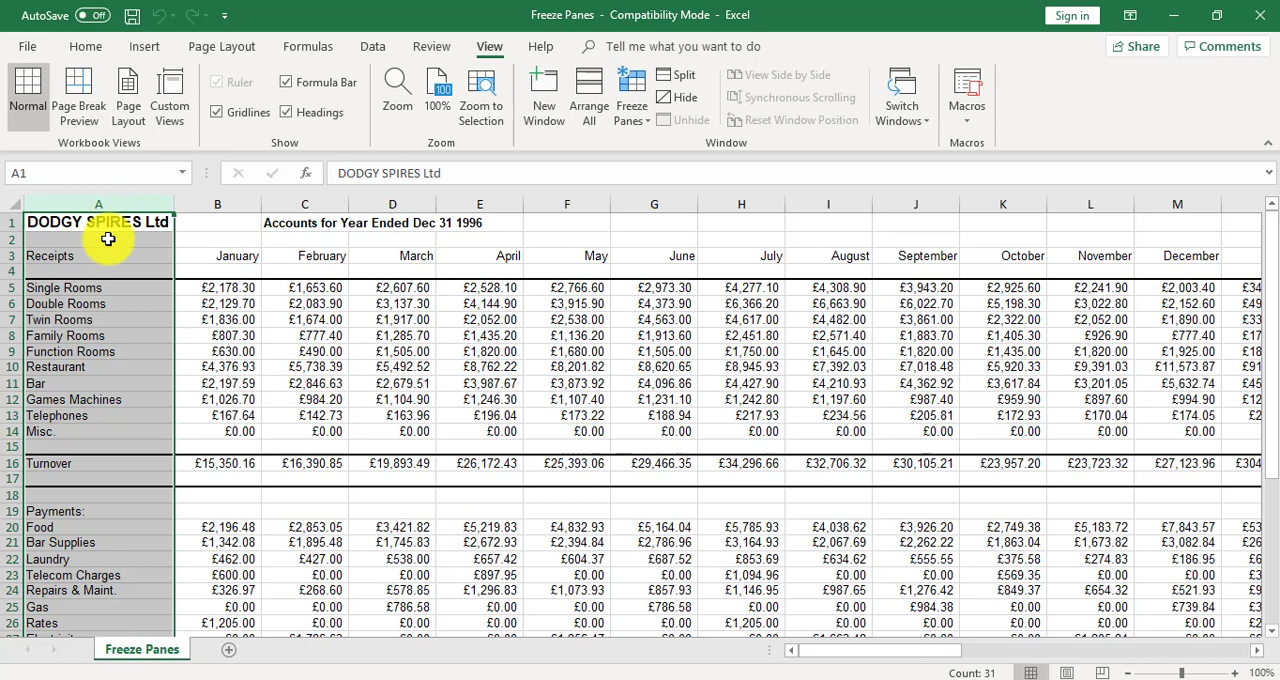 AutoSave Off Freeze Panes - Compatibility Mode - Excel Sign in
File Home Insert Page Layout Formulas Data Review View Help Tell me what you want to do Share Comments
Normal Page Break Preview Page Layout Custom Views Ruler Formula Bar Gridlines Headings Zoom 100 100% Zoom to Selection New Window Arrange All Freeze Panes Split Hide Unhide View Side by Side Synchronous Scrolling Reset Window Position Switch Windows Macros
Workbook Views Show Zoom Window Macros
A1 fx DODGY SPIRES Ltd
A B C D E F G H I J K L M
1 DODGY SPIRES Ltd Accounts for Year Ended Dec 31 1996
2
3 Receipts January February March April May June July August September October November December
4
5 Single Rooms £2,178.30 £1,653.60 £2,607.60 £2,528.10 £2,766.60 £2,973.30 £4,277.10 £4,308.90 £3,943.20 £2,925.60 £2,241.90 £2,003.40 £34
6 Double Rooms £2,129.70 £2,083.90 £3,137.30 £4,144.90 £3,915.90 £4,373.90 £6,366.20 £6,663.90 £6,022.70 £5,198.30 £3,022.80 £2,152.60 £49
7 Twin Rooms £1,836.00 £1,674.00 £1,917.00 £2,052.00 £2,538.00 £4,563.00 £4,617.00 £4,482.00 £3,861.00 £2,322.00 £2,052.00 £1,890.00 £33
8 Family Rooms £807.30 £777.40 £1,285.70 £1,435.20 £1,136.20 £1,913.60 £2,451.80 £2,571.40 £1,883.70 £1,405.30 £926.90 £777.40 £17
9 Function Rooms £630.00 £490.00 £1,505.00 £1,820.00 £1,680.00 £1,505.00 £1,750.00 £1,645.00 £1,820.00 £1,435.00 £1,820.00 £1,925.00 £18
10 Restaurant £4,376.93 £5,738.39 £5,492.52 £8,762.22 £8,201.82 £8,620.65 £8,945.93 £7,392.03 £7,018.48 £5,920.33 £9,391.03 £11,573.87 £91
11 Bar £2,197.59 £2,846.63 £2,679.51 £3,987.67 £3,873.92 £4,096.86 £4,427.90 £4,210.93 £4,362.92 £3,617.84 £3,201.05 £5,632.74 £45
12 Games Machines £1,026.70 £984.20 £1,104.90 £1,246.30 £1,107.40 £1,231.10 £1,242.80 £1,197.60 £987.40 £959.90 £897.60 £994.90 £12
13 Telephones £167.64 £142.73 £163.96 £196.04 £173.22 £188.94 £217.93 £234.56 £205.81 £172.93 £170.04 £174.05 £2
14 Misc. £0.00 £0.00 £0.00 £0.00 £0.00 £0.00 £0.00 £0.00 £0.00 £0.00 £0.00 £0.00
15
16 Turnover £15,350.16 £16,390.85 £19,893.49 £26,172.43 £25,393.06 £29,466.35 £34,296.66 £32,706.32 £30,105.21 £23,957.20 £23,723.32 £27,123.96 £304
17
18
19 Payments:
20 Food £2,196.48 £2,853.05 £3,421.82 £5,219.83 £4,832.93 £5,164.04 £5,785.93 £4,038.62 £3,926.20 £2,749.38 £5,183.72 £7,843.57 £53
21 Bar Supplies £1,342.08 £1,895.48 £1,745.83 £2,672.93 £2,394.84 £2,786.96 £3,164.93 £2,067.69 £2,262.22 £1,863.04 £1,673.82 £3,082.84 £26
22 Laundry £462.00 £427.00 £538.00 £657.42 £604.37 £687.52 £853.69 £634.62 £555.55 £375.58 £274.83 £186.95 £6
23 Telecom Charges £600.00 £0.00 £0.00 £897.95 £0.00 £0.00 £1,094.96 £0.00 £0.00 £569.35 £0.00 £0.00 £3
24 Repairs & Maint. £326.97 £268.60 £578.85 £1,296.83 £1,073.93 £857.93 £1,146.95 £987.65 £1,276.42 £849.37 £654.32 £521.93 £9
25 Gas £0.00 £0.00 £786.58 £0.00 £0.00 £786.58 £0.00 £0.00 £984.38 £0.00 £0.00 £739.84 £3
26 Rates £1,205.00 £0.00 £0.00 £0.00 £0.00 £0.00 £1,205.00 £0.00 £0.00 £0.00 £0.00 £0.00 £2
Freeze Panes
Count: 31 100%